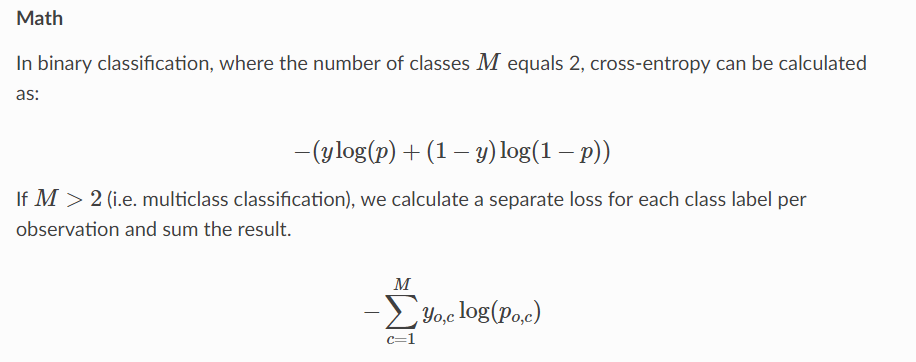 Math
In binary classification, where the number of classes M equals 2, cross-entropy can be calculated
as:
−(y log(p) + (1 − y) log(1 − p))
If M > 2 (i.e. multiclass classification), we calculate a separate loss for each class label per
observation and sum the result.
M
−∑ y_{o,c} log(p_{o,c})
c=1